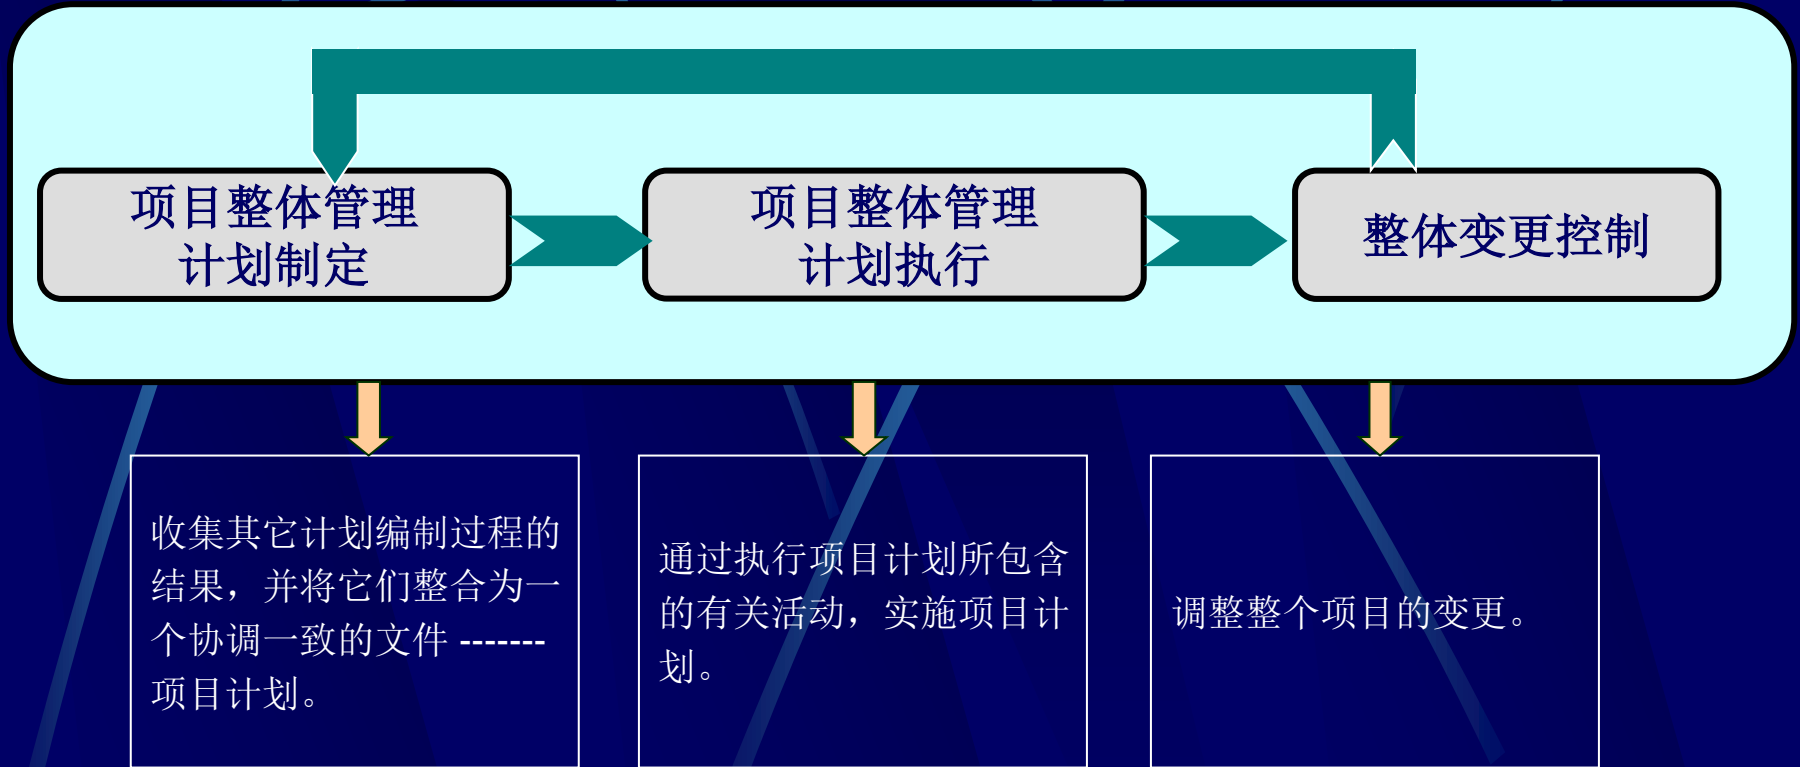 项目整体管理
计划制定
项目整体管理
计划执行
整体变更控制
收集其它计划编制过程的
结果，并将它们整合为一
个协调一致的文件 -------
项目计划。
通过执行项目计划所包含
的有关活动，实施项目计
划。
调整整个项目的变更。